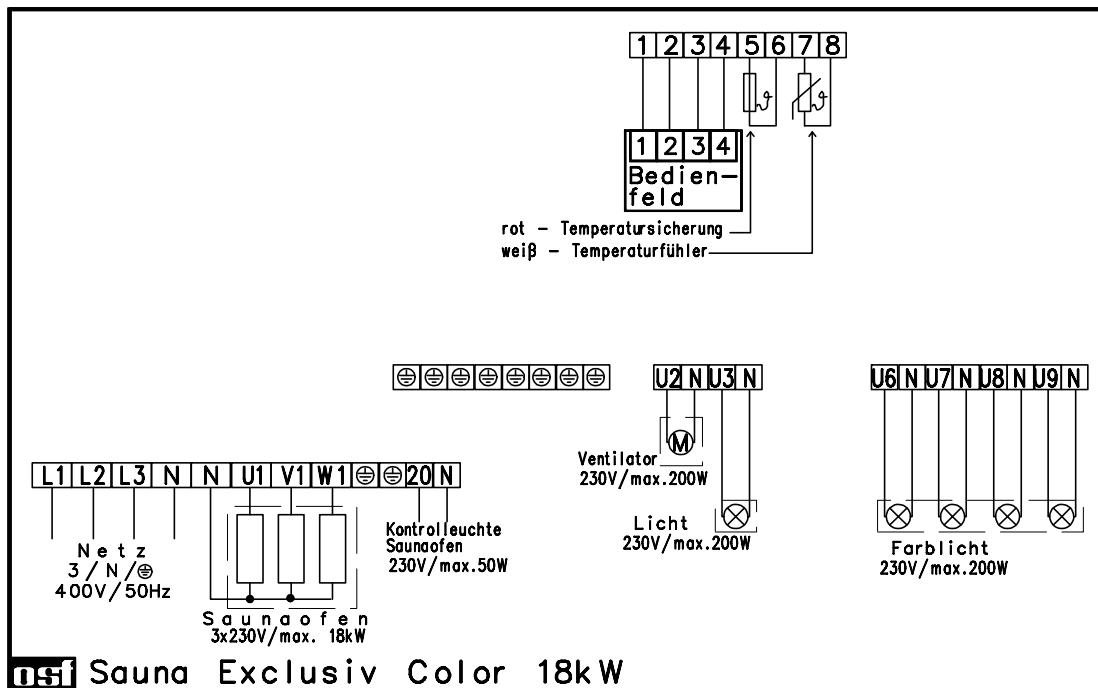 1 2 3 4 5 6 7 8
1 2 3 4
Bedien-
feld
rot - Temperatursicherung
weiß - Temperaturfühler
U2 N U3 N
U6 N U7 N U8 N U9 N
M
Ventilator
230V/max.200W
L1 L2 L3 N N U1 V1 W1 20 N
Licht
230V/max.200W
Farblicht
230V/max.200W
Kontrolleuchte
Saunaofen
230V/max.50W
Netz
3/N/
400V/50Hz
Saunaofen
3x230V/max. 18kW
osf Sauna Exclusiv Color 18kW